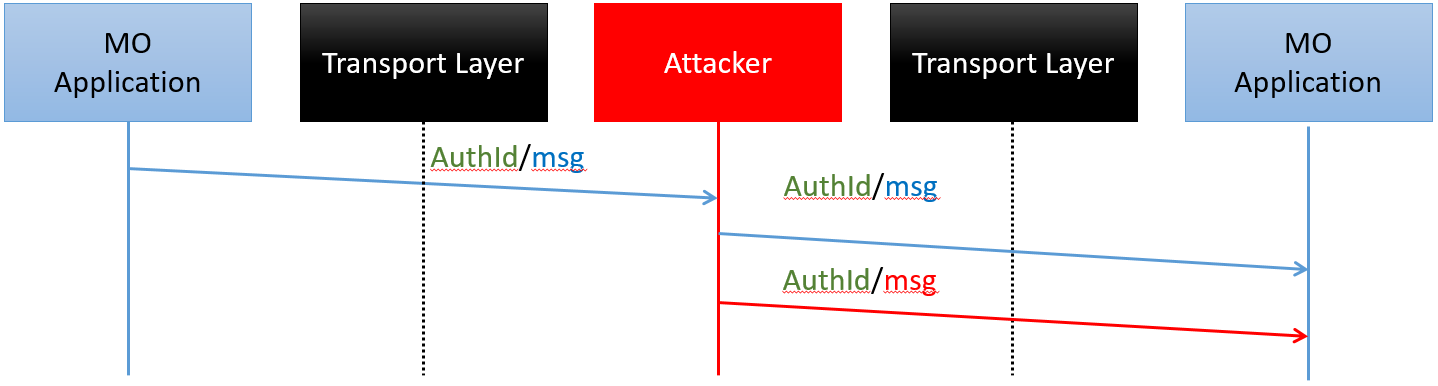 MO
Application
Transport Layer
Attacker
Transport Layer
MO
Application
AuthId/msg
AuthId/msg
AuthId/msg